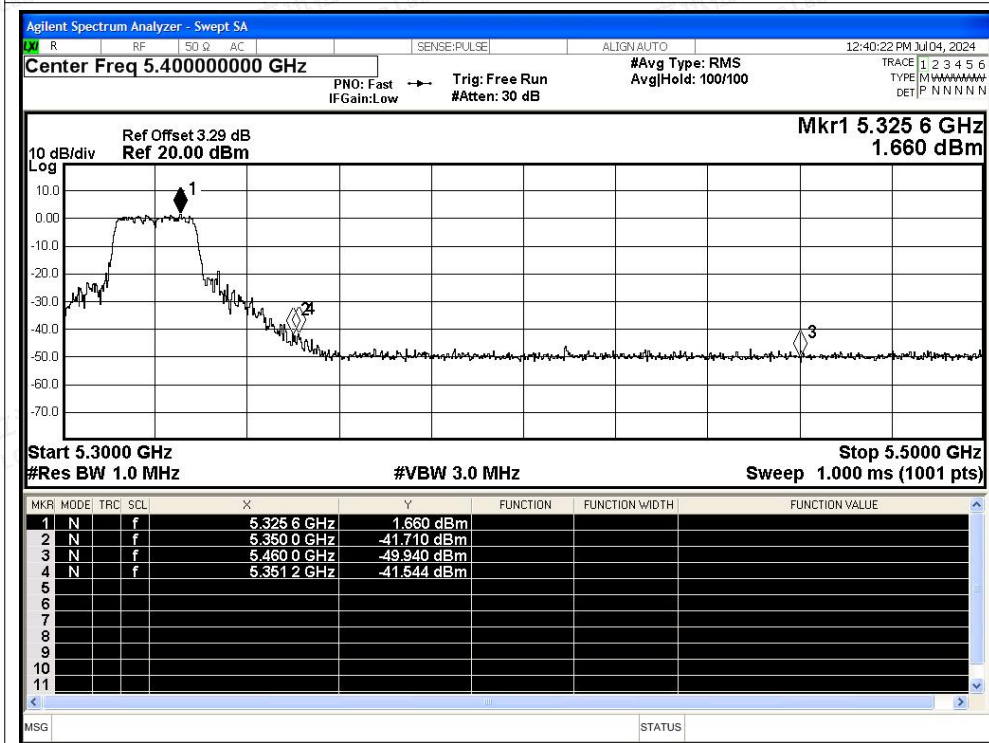 Agilent Spectrum Analyzer - Swept SA
LXI R RF 50 Ω AC SENSE:PULSE ALIGN AUTO 12:40:22 PM Jul 04, 2024
Center Freq 5.400000000 GHz
PNO: Fast
IFGain:Low
Trig: Free Run
#Atten: 30 dB
#Avg Type: RMS
Avg|Hold: 100/100
TRACE 1 2 3 4 5 6
TYPE M
DET P N N N N N
Mkr1 5.325 6 GHz
1.660 dBm
Ref Offset 3.29 dB
10 dB/div Ref 20.00 dBm
Log
10.0
0.00
-10.0
-20.0
-30.0
-40.0
-50.0
-60.0
-70.0
1
2
4
3
Start 5.3000 GHz Stop 5.5000 GHz
#Res BW 1.0 MHz #VBW 3.0 MHz Sweep 1.000 ms (1001 pts)
MKR MODE TRC SCL X Y FUNCTION FUNCTION WIDTH FUNCTION VALUE
1 N f 5.325 6 GHz 1.660 dBm
2 N f 5.350 0 GHz -41.710 dBm
3 N f 5.460 0 GHz -49.940 dBm
4 N f 5.351 2 GHz -41.544 dBm
5
6
7
8
9
10
11
MSG STATUS